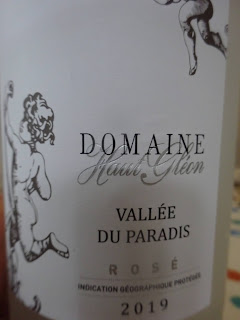 DOMAINE
Haut Gléon
VALLÉE
DU PARADIS
ROSÉ
INDICATION GÉOGRAPHIQUE PROTÉGÉE
2019